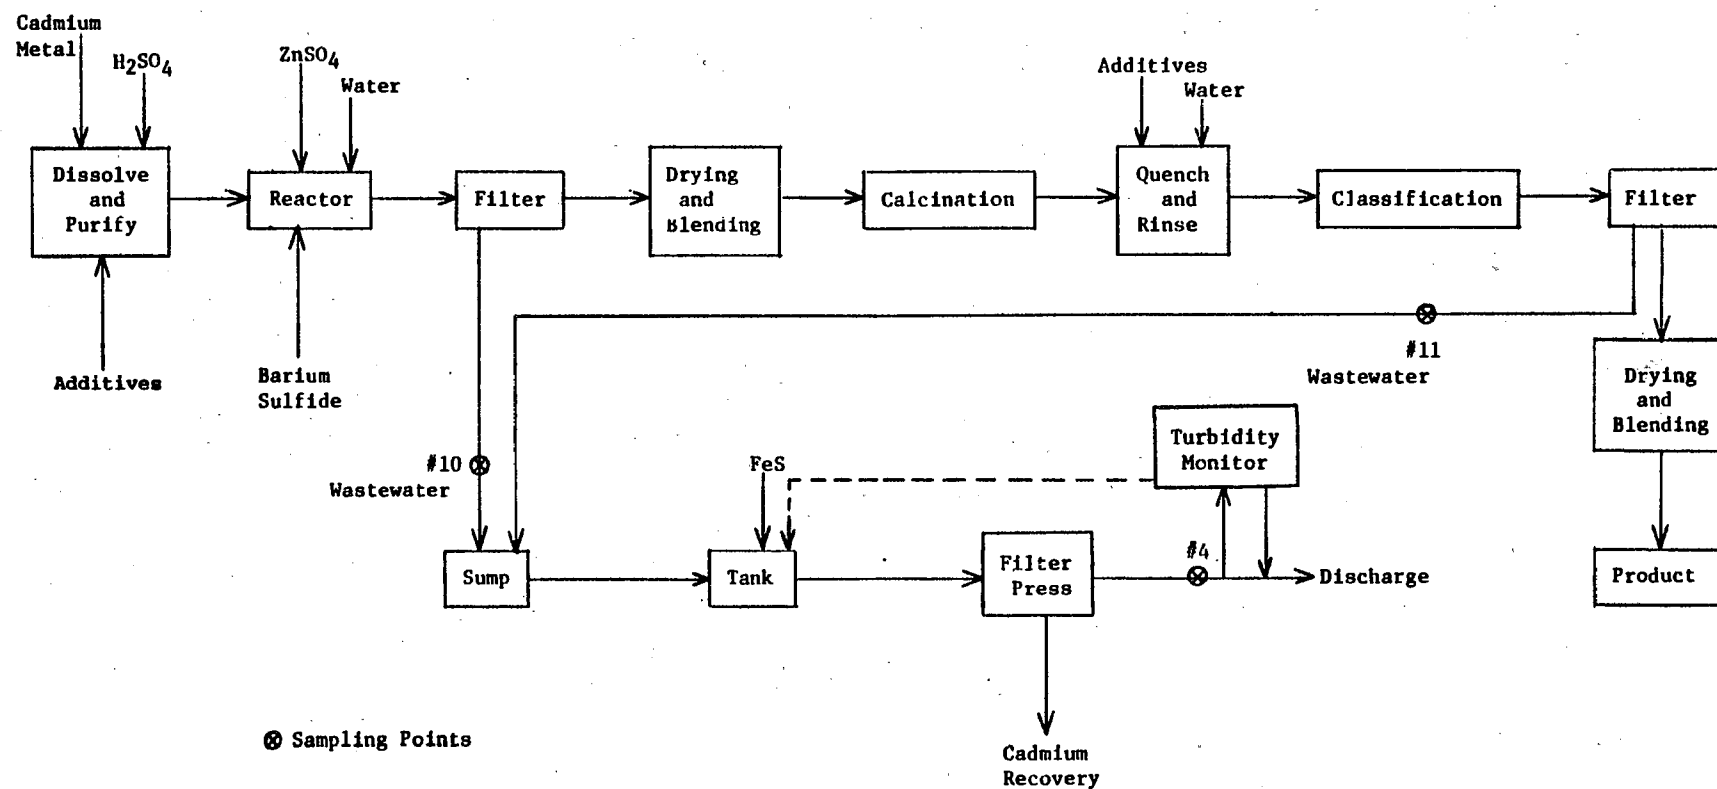 Cadmium
Metal
H2SO4
ZnSO4
Water
Additives
Water
Dissolve
and
Purify
Reactor
Filter
Drying
and
Blending
Calcination
Quench
and
Rinse
Classification
Filter
Additives
Barium
Sulfide
#11
Wastewater
Drying
and
Blending
#10
Wastewater
FeS
Turbidity
Monitor
Sump
Tank
Filter
Press
#4
Discharge
Product
Sampling Points
Cadmium
Recovery